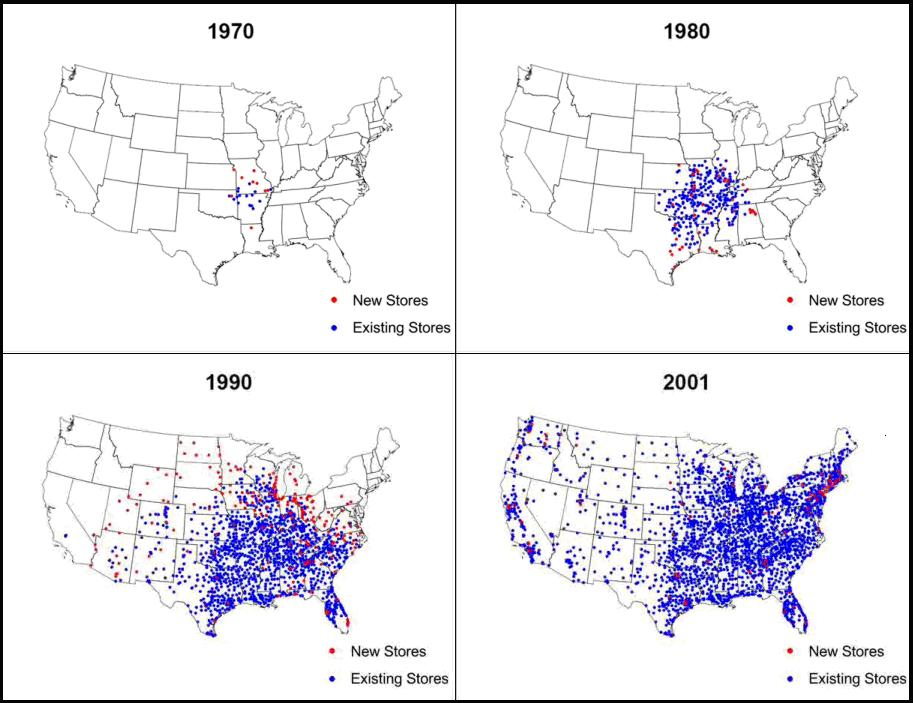 1970
New Stores
Existing Stores
1980
New Stores
Existing Stores
1990
New Stores
Existing Stores
2001
New Stores
Existing Stores